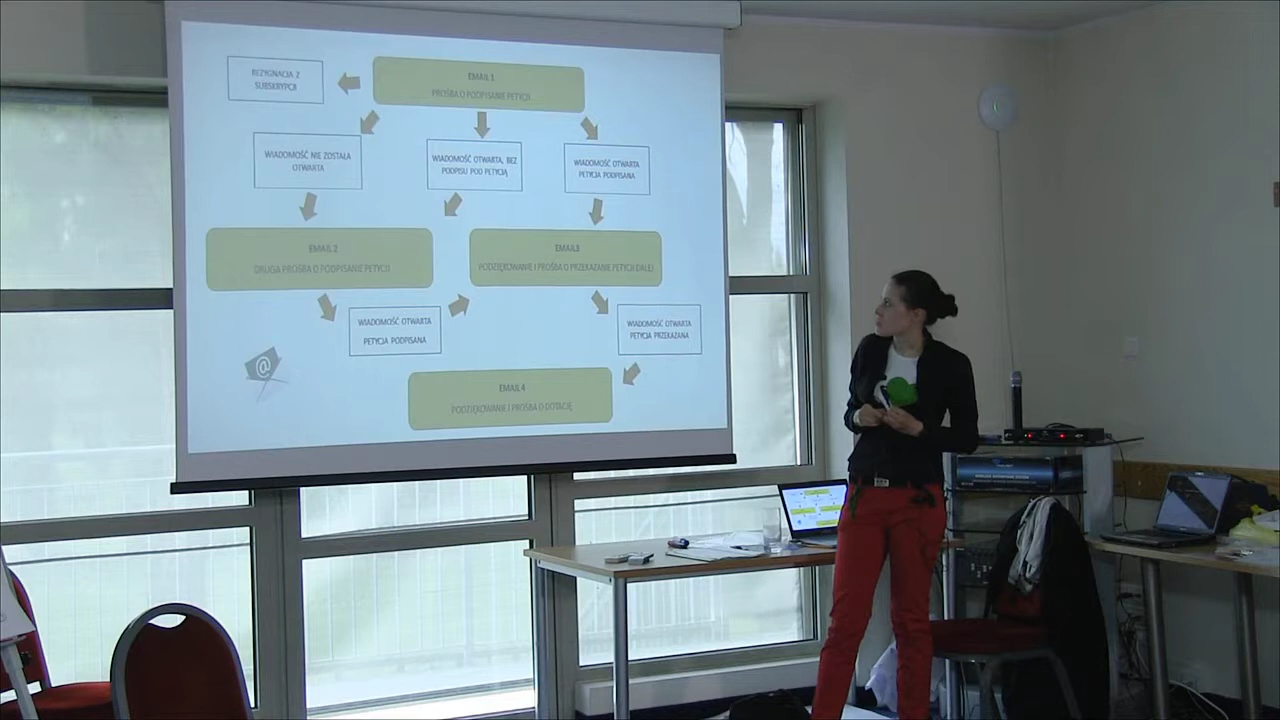 REZYGNACJA Z
SUBSKRYPCJI
EMAIL 1
PROŚBA O PODPISANIE PETYCJI
WIADOMOŚĆ NIE ZOSTAŁA
OTWARTA
WIADOMOŚĆ OTWARTA, BEZ
PODPISU POD PETYCJĄ
WIADOMOŚĆ OTWARTA
PETYCJA PODPISANA
EMAIL 2
DRUGA PROŚBA O PODPISANIE PETYCJI
EMAIL3
PODZIĘKOWANIE I PROŚBA O PRZEKAZANIE PETYCJI DALEJ
WIADOMOŚĆ OTWARTA
PETYCJA PODPISANA
WIADOMOŚĆ OTWARTA
PETYCJA PRZEKAZANA
@
EMAIL 4
PODZIĘKOWANIE I PROŚBA O DOTACJĘ